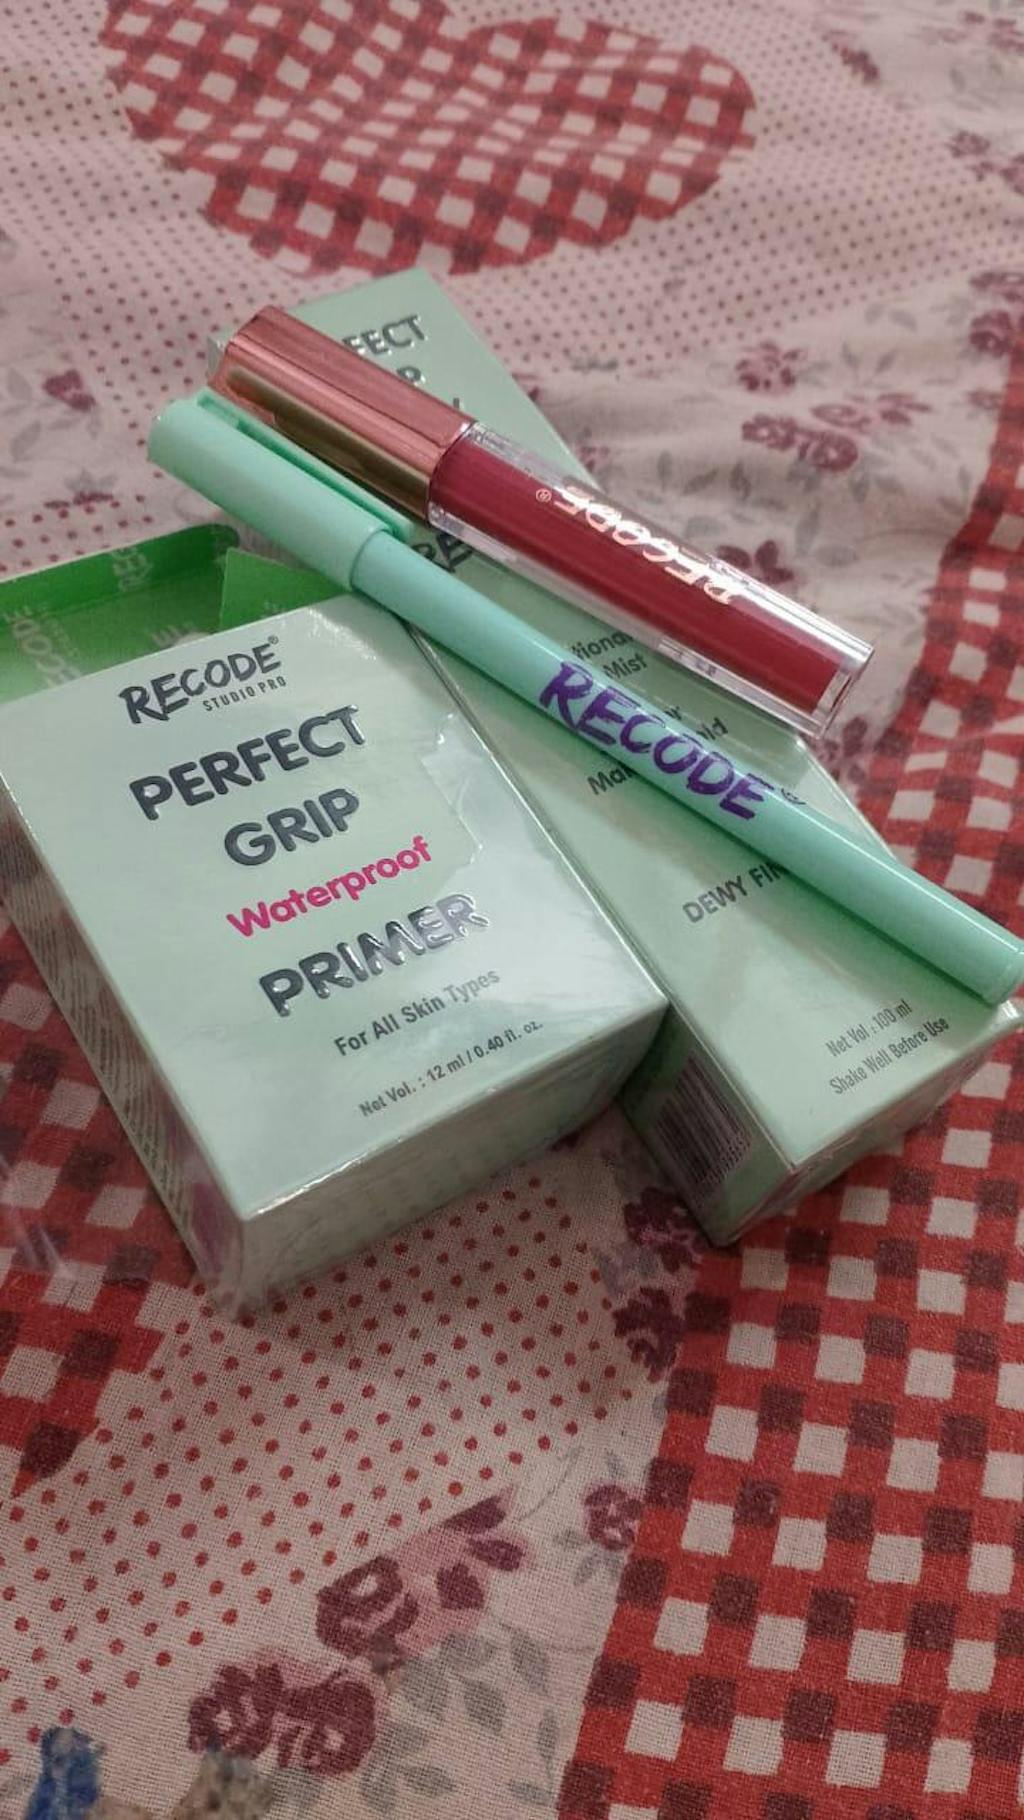 RECODE®
STUDIO PRO
PERFECT
GRIP
Waterproof
PRIMER
For All Skin Types
Net Vol. : 12 ml / 0.40 fl. oz.
RECODE®
RECODE®
Mist
DEWY
Net Vol : 100 ml
Shake Well Before Use